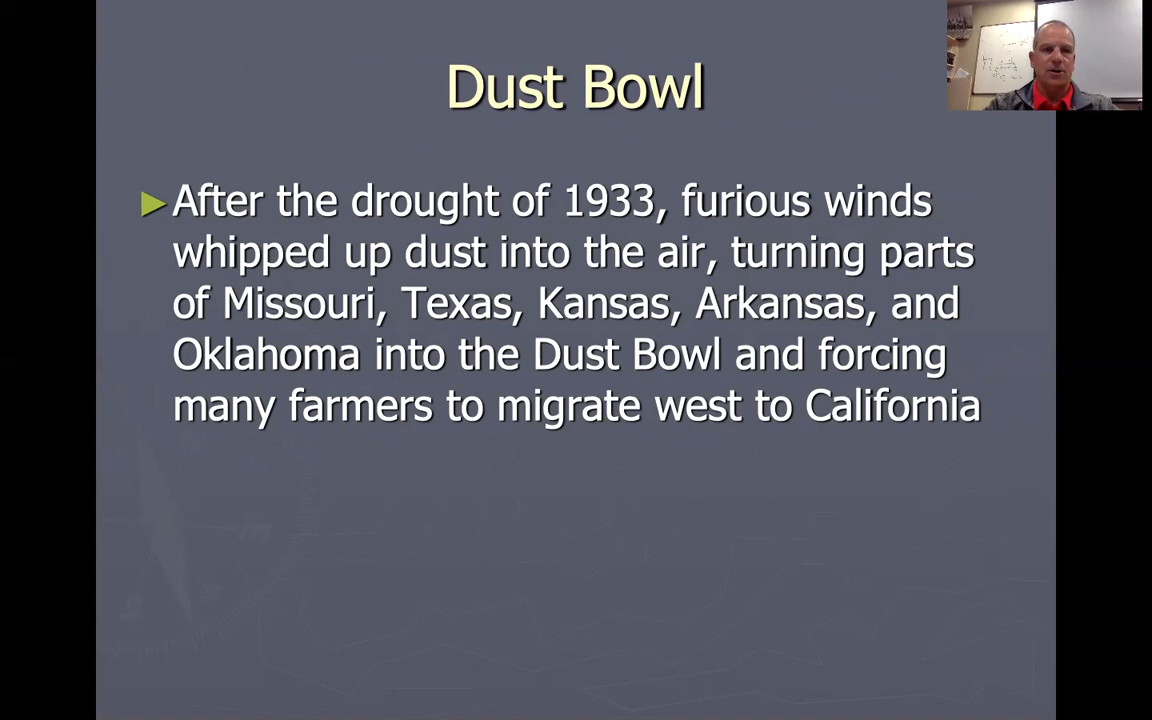 Dust Bowl
After the drought of 1933, furious winds
whipped up dust into the air, turning parts
of Missouri, Texas, Kansas, Arkansas, and
Oklahoma into the Dust Bowl and forcing
many farmers to migrate west to California